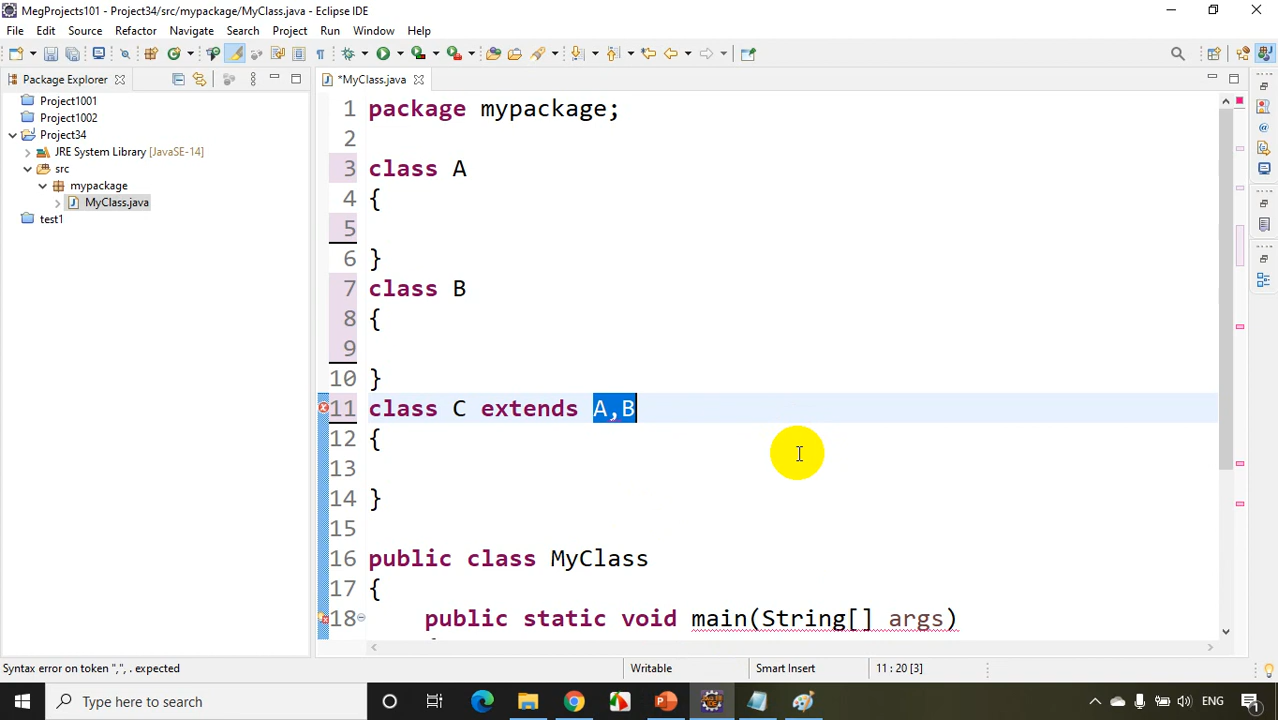 MegProjects101 - Project34/src/mypackage/MyClass.java - Eclipse IDE
File Edit Source Refactor Navigate Search Project Run Window Help
Package Explorer
*MyClass.java
Project1001
Project1002
Project34
JRE System Library [JavaSE-14]
src
mypackage
MyClass.java
test1
1 package mypackage;
2
3 class A
4 {
5
6 }
7 class B
8 {
9
10 }
11 class C extends A,B
12 {
13
14 }
15
16 public class MyClass
17 {
18 public static void main(String[] args)
Syntax error on token ",", . expected
Writable
Smart Insert
11 : 20 [3]
Type here to search
ENG